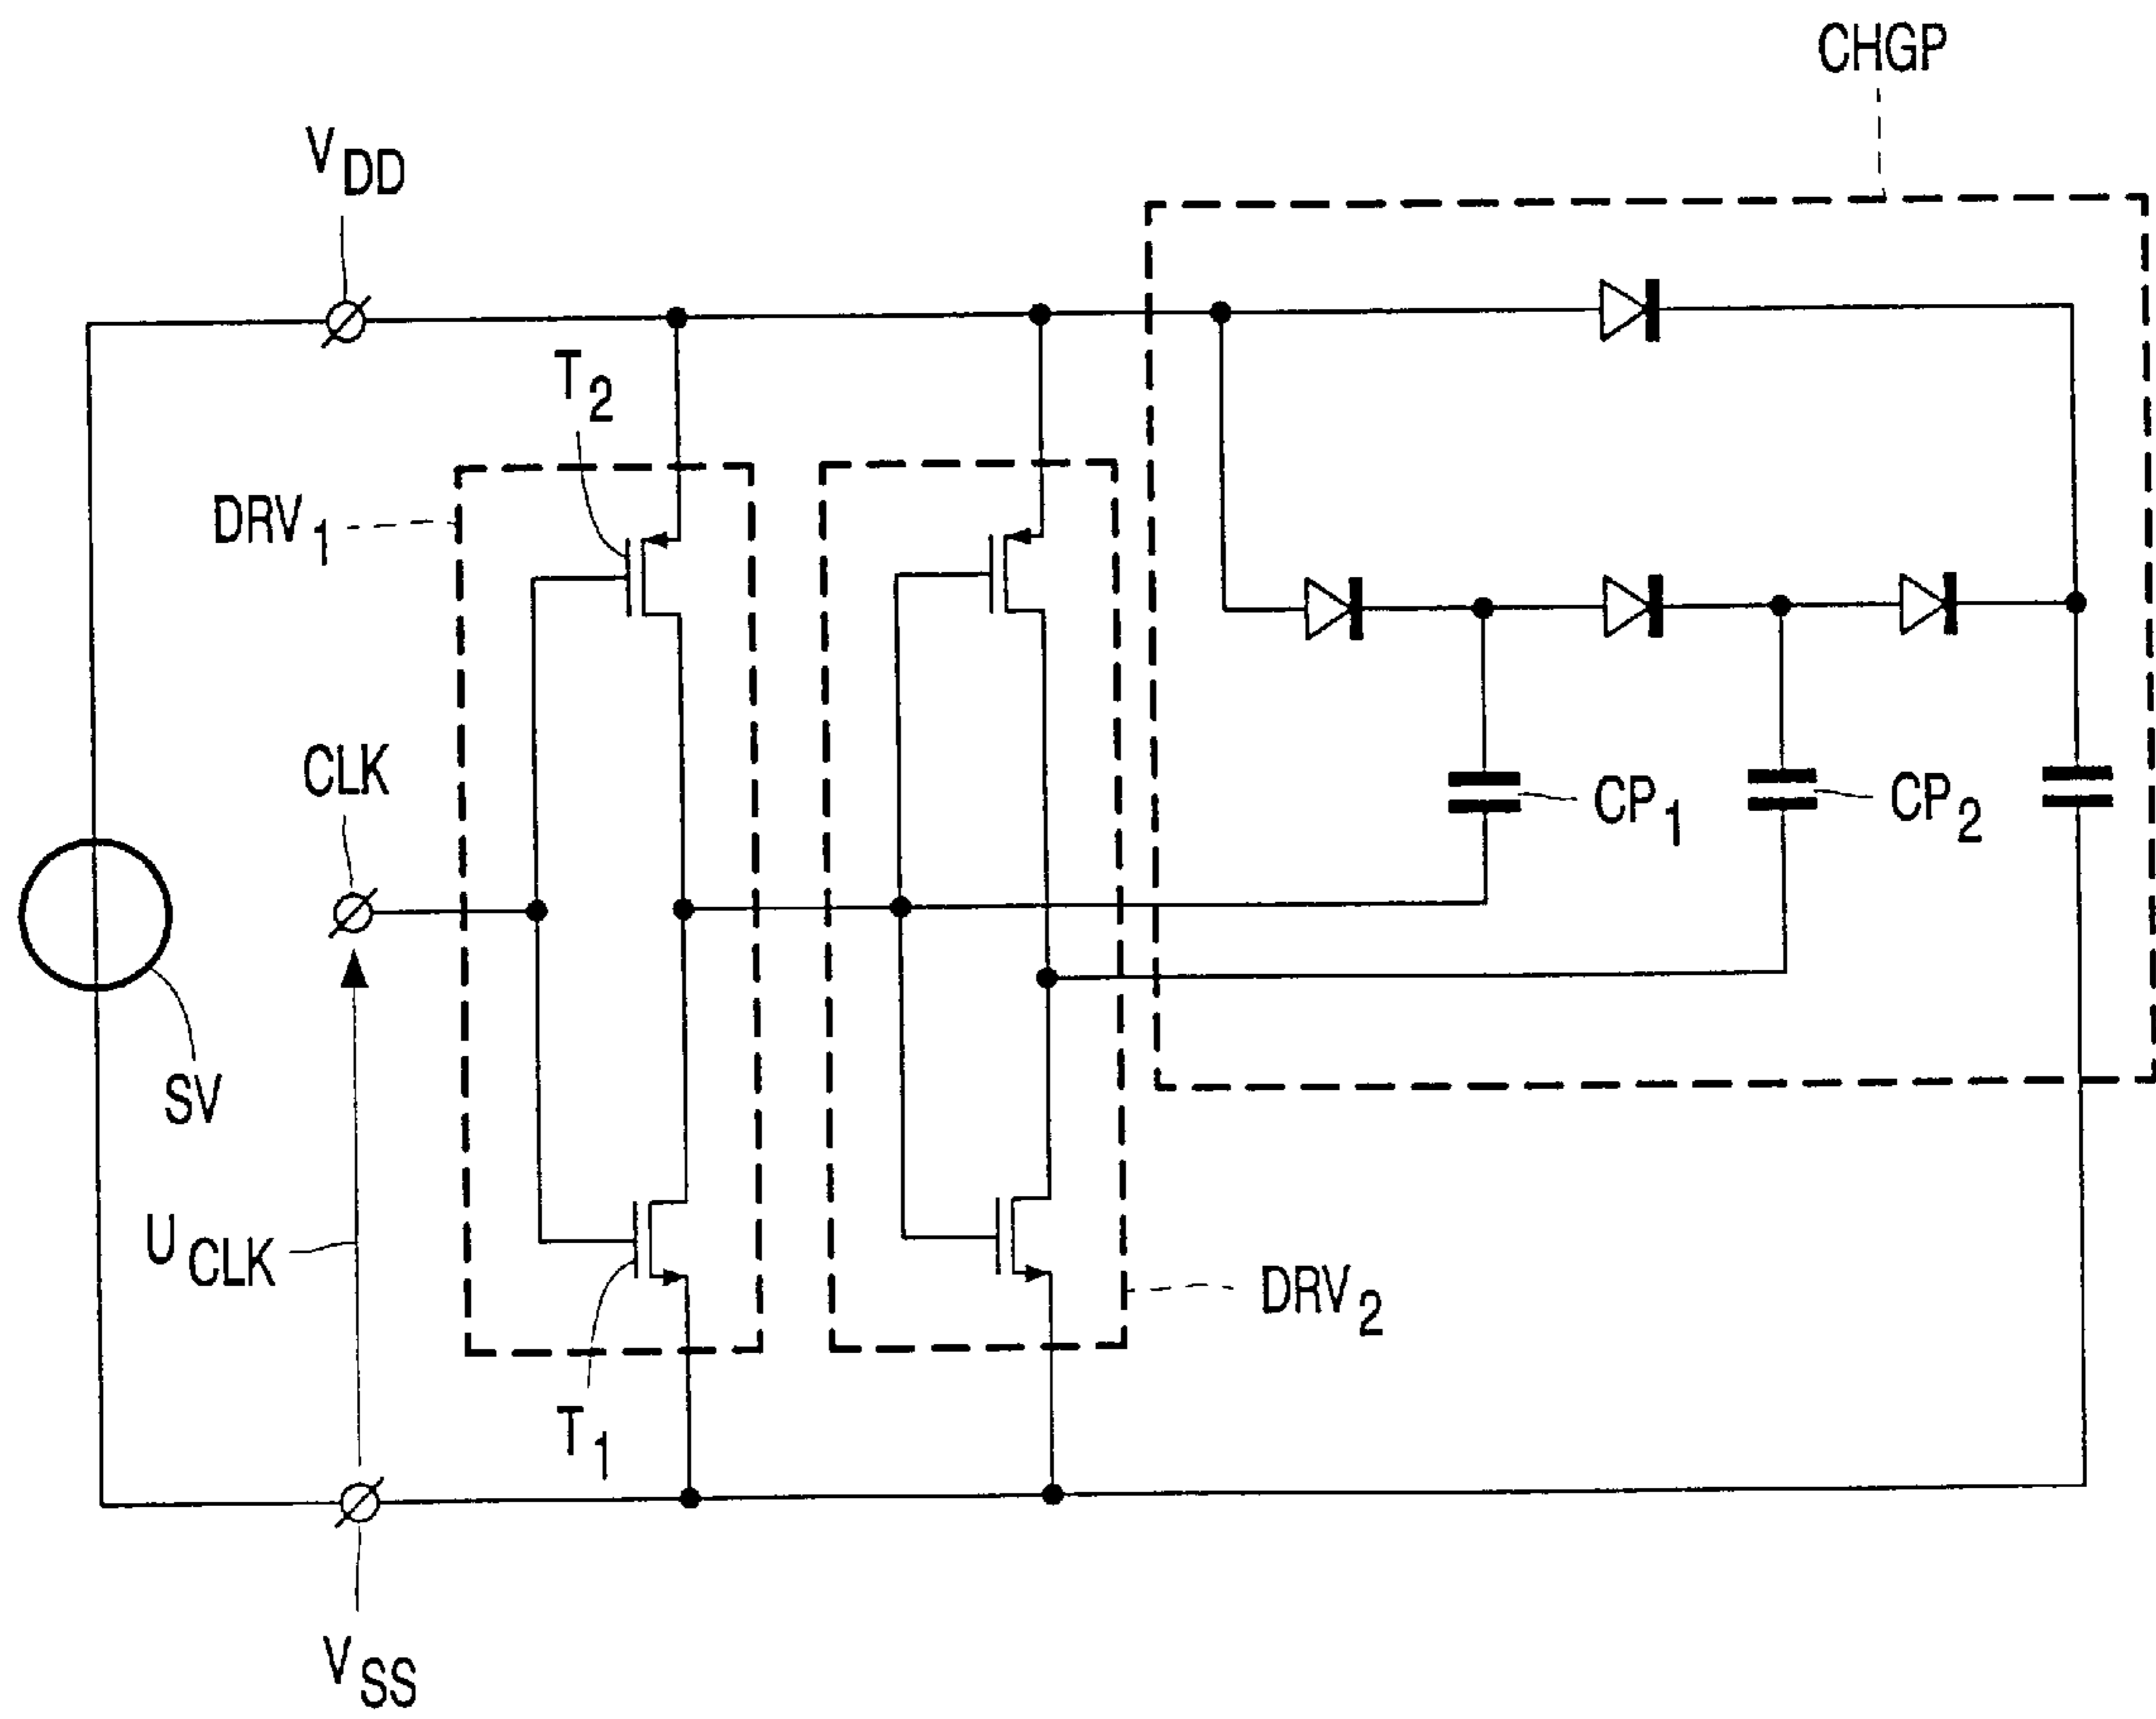 CHGP
VDD
T2
DRV1
CLK
CP1
CP2
SV
UCLK
DRV2
T1
VSS